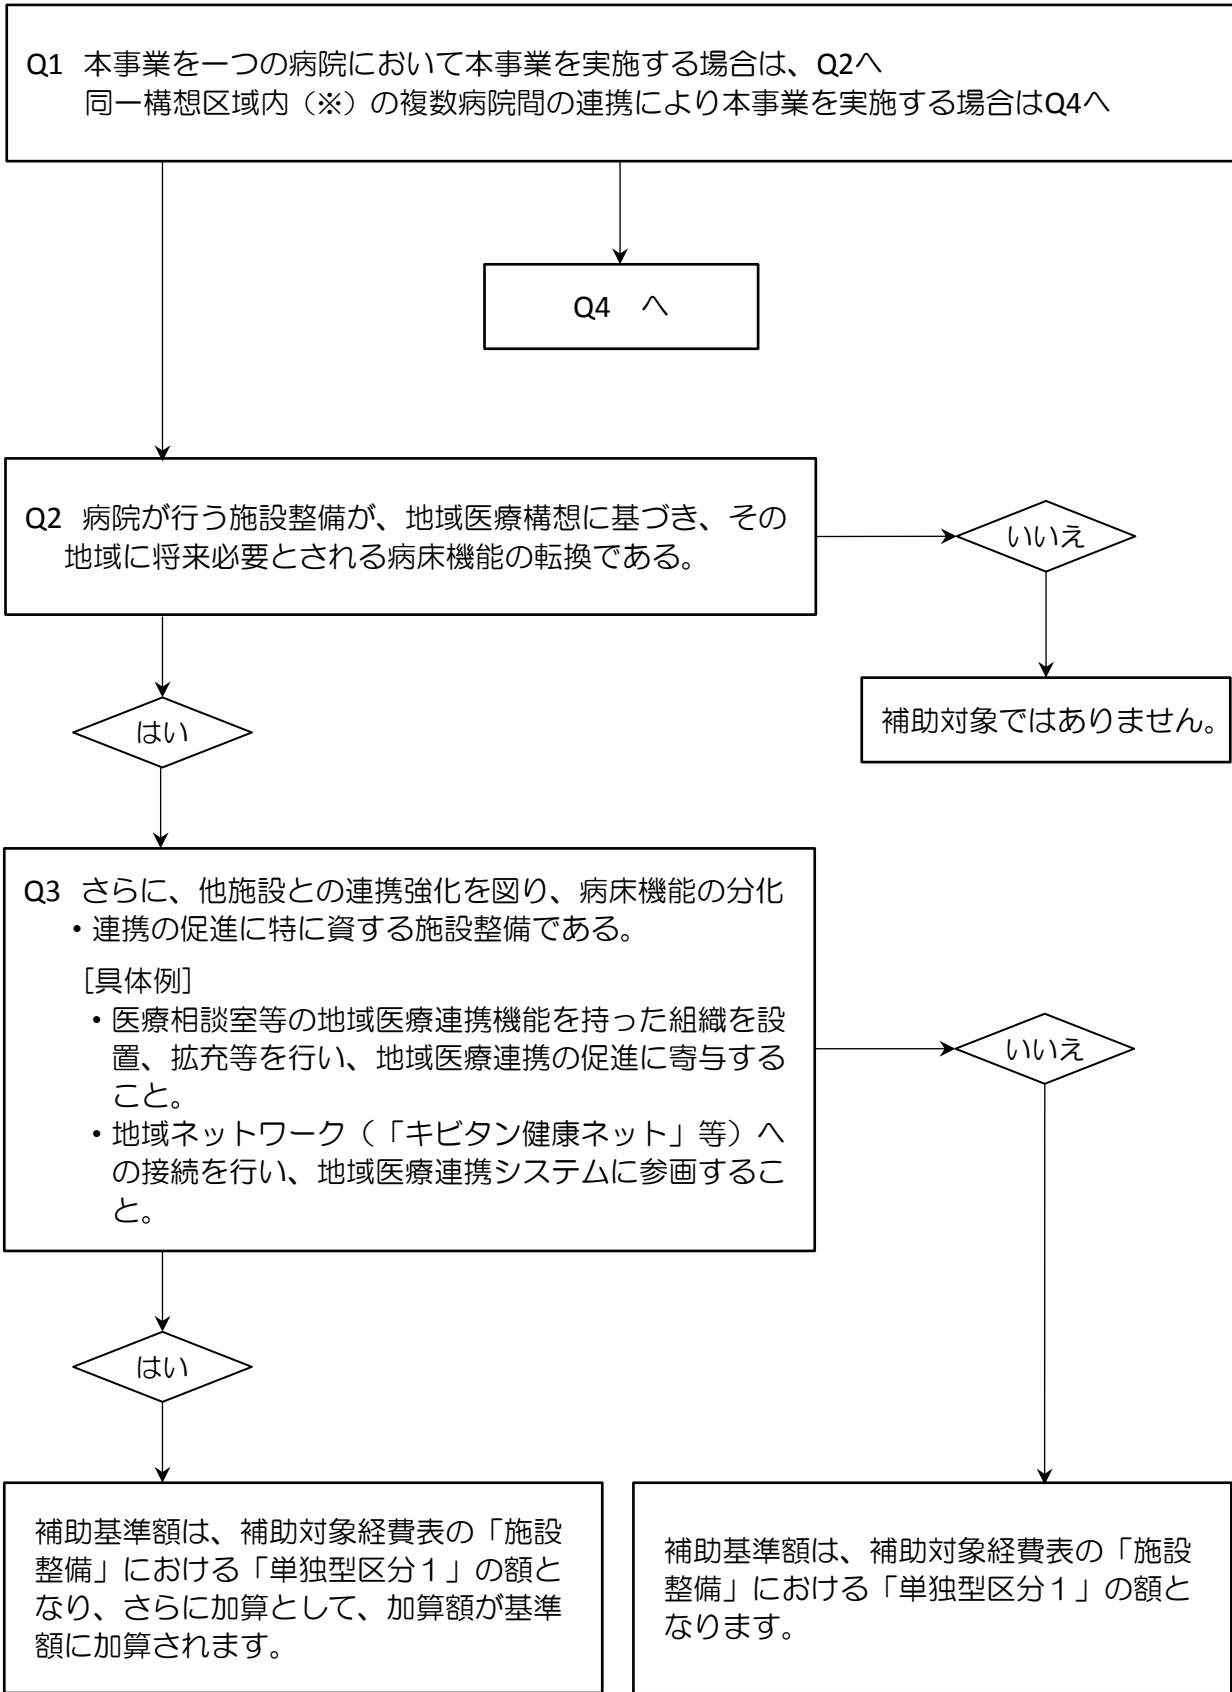 Q1 本事業を一つの病院において本事業を実施する場合は、Q2へ
同一構想区域内（※）の複数病院間の連携により本事業を実施する場合はQ4へ
Q4 へ
Q2 病院が行う施設整備が、地域医療構想に基づき、その
地域に将来必要とされる病床機能の転換である。
いいえ
はい
補助対象ではありません。
Q3 さらに、他施設との連携強化を図り、病床機能の分化
・連携の促進に特に資する施設整備である。
［具体例］
・医療相談室等の地域医療連携機能を持った組織を設
置、拡充等を行い、地域医療連携の促進に寄与する
こと。
・地域ネットワーク（「キビタン健康ネット」等）へ
の接続を行い、地域医療連携システムに参画するこ
と。
いいえ
はい
補助基準額は、補助対象経費表の「施設
整備」における「単独型区分１」の額と
なり、さらに加算として、加算額が基準
額に加算されます。
補助基準額は、補助対象経費表の「施設
整備」における「単独型区分１」の額と
なります。